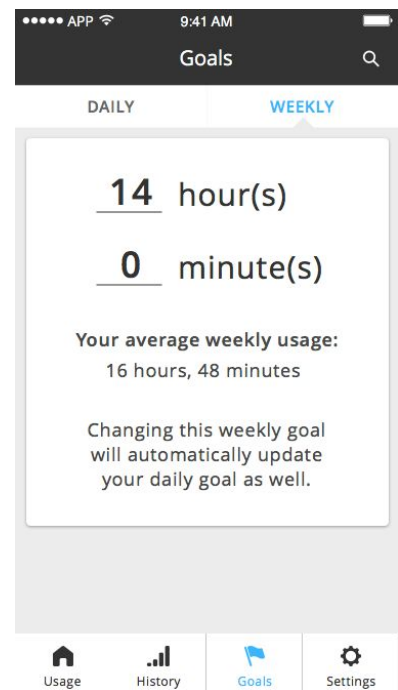 APP 9:41 AM
Goals
DAILY WEEKLY
14 hour(s)
0 minute(s)
Your average weekly usage:
16 hours, 48 minutes
Changing this weekly goal
will automatically update
your daily goal as well.
Usage History Goals Settings